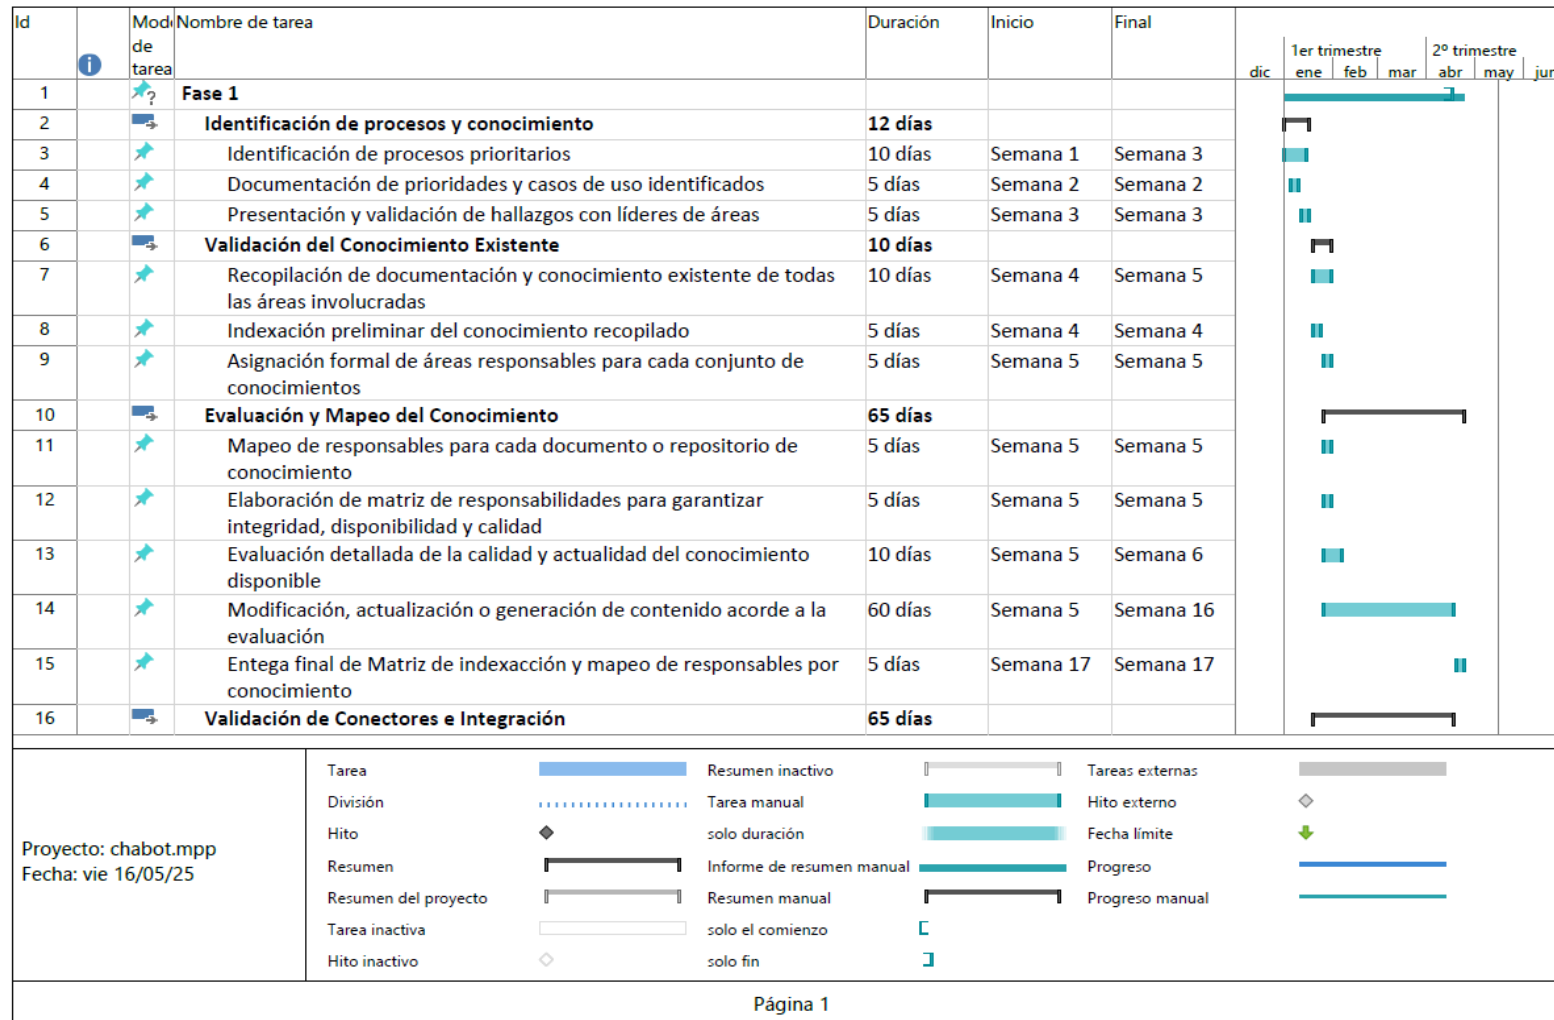 Id
Mod
de
tarea
Nombre de tarea
Duración
Inicio
Final
1er trimestre
2º trimestre
dic ene feb mar abr may jun
1 Fase 1
2 Identificación de procesos y conocimiento 12 días
3 Identificación de procesos prioritarios 10 días Semana 1 Semana 3
4 Documentación de prioridades y casos de uso identificados 5 días Semana 2 Semana 2
5 Presentación y validación de hallazgos con líderes de áreas 5 días Semana 3 Semana 3
6 Validación del Conocimiento Existente 10 días
7 Recopilación de documentación y conocimiento existente de todas 10 días Semana 4 Semana 5
las áreas involucradas
8 Indexación preliminar del conocimiento recopilado 5 días Semana 4 Semana 4
9 Asignación formal de áreas responsables para cada conjunto de 5 días Semana 5 Semana 5
conocimientos
10 Evaluación y Mapeo del Conocimiento 65 días
11 Mapeo de responsables para cada documento o repositorio de 5 días Semana 5 Semana 5
conocimiento
12 Elaboración de matriz de responsabilidades para garantizar 5 días Semana 5 Semana 5
integridad, disponibilidad y calidad
13 Evaluación detallada de la calidad y actualidad del conocimiento 10 días Semana 5 Semana 6
disponible
14 Modificación, actualización o generación de contenido acorde a la 60 días Semana 5 Semana 16
evaluación
15 Entega final de Matriz de indexacción y mapeo de responsables por 5 días Semana 17 Semana 17
conocimiento
16 Validación de Conectores e Integración 65 días
Proyecto: chabot.mpp
Fecha: vie 16/05/25
Tarea
División
Hito
Resumen
Resumen del proyecto
Tarea inactiva
Hito inactivo
Resumen inactivo
Tarea manual
solo duración
Informe de resumen manual
Resumen manual
solo el comienzo
solo fin
Tareas externas
Hito externo
Fecha límite
Progreso
Progreso manual
Página 1